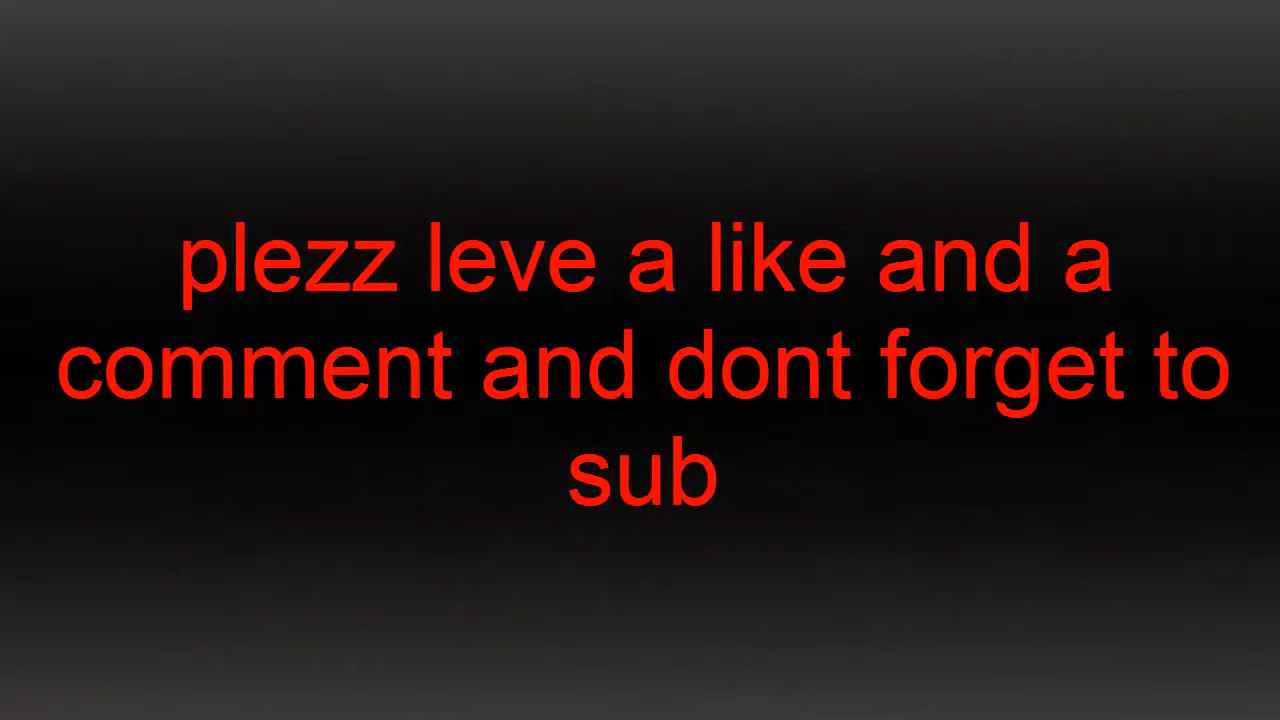 plezz leve a like and a
comment and dont forget to
sub